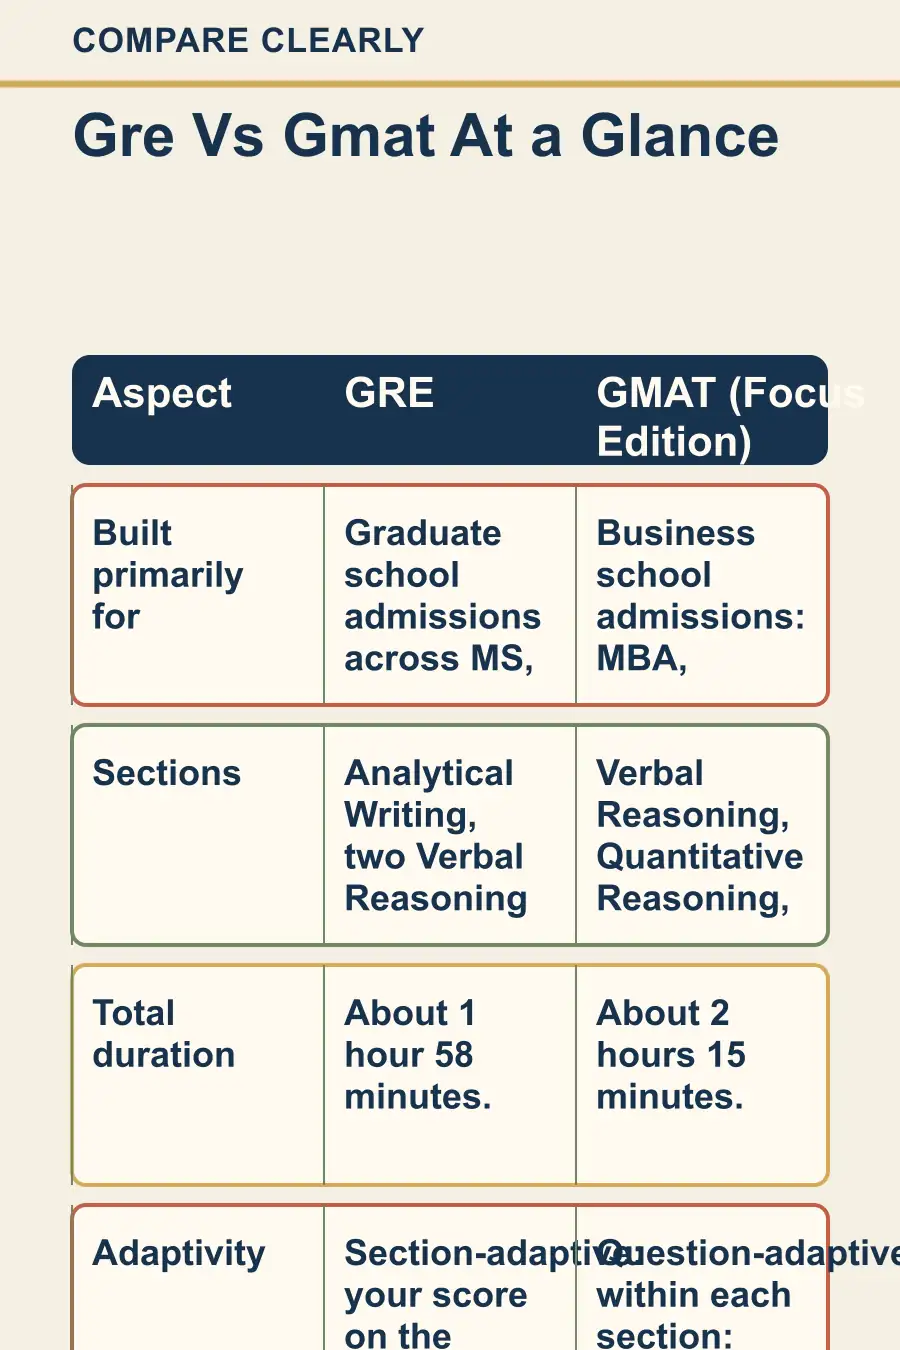 COMPARE CLEARLY
Gre Vs Gmat At a Glance
Aspect
GRE
GMAT (Focus
Edition)
Built
primarily
for
Graduate
school
admissions
across MS,
Business
school
admissions:
MBA,
Sections
Analytical
Writing,
two Verbal
Reasoning
Verbal
Reasoning,
Quantitative
Reasoning,
Total
duration
About 1
hour 58
minutes.
About 2
hours 15
minutes.
Adaptivity
Section-adaptive:
your score
on the
Question-adaptive
within each
section: